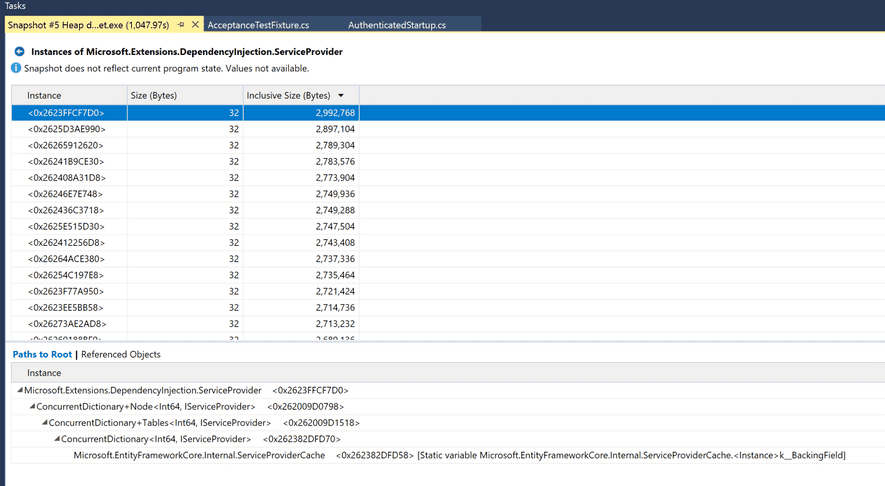 Tasks
Snapshot #5 Heap d...et.exe (1,047.97s) AcceptanceTestFixture.cs AuthenticatedStartup.cs
Instances of Microsoft.Extensions.DependencyInjection.ServiceProvider
Snapshot does not reflect current program state. Values not available.
Instance Size (Bytes) Inclusive Size (Bytes)
<0x2623FFCF7D0> 32 2,992,768
<0x2625D3AE990> 32 2,897,104
<0x26265912620> 32 2,789,304
<0x26241B9CE30> 32 2,783,576
<0x262408A31D8> 32 2,773,904
<0x26246E7E748> 32 2,749,936
<0x262436C3718> 32 2,749,288
<0x2625E515D30> 32 2,747,504
<0x262412256D8> 32 2,743,408
<0x26264ACE380> 32 2,737,336
<0x26254C197E8> 32 2,735,464
<0x2623F77A950> 32 2,721,424
<0x2623EE5BB58> 32 2,714,736
<0x26273AE2AD8> 32 2,713,232
Paths to Root | Referenced Objects
Instance
Microsoft.Extensions.DependencyInjection.ServiceProvider <0x2623FFCF7D0>
ConcurrentDictionary+Node<Int64, IServiceProvider> <0x262009D0798>
ConcurrentDictionary+Tables<Int64, IServiceProvider> <0x262009D1518>
ConcurrentDictionary<Int64, IServiceProvider> <0x262382DFD70>
Microsoft.EntityFrameworkCore.Internal.ServiceProviderCache <0x262382DFD58> [Static variable Microsoft.EntityFrameworkCore.Internal.ServiceProviderCache.<Instance>k__BackingField]